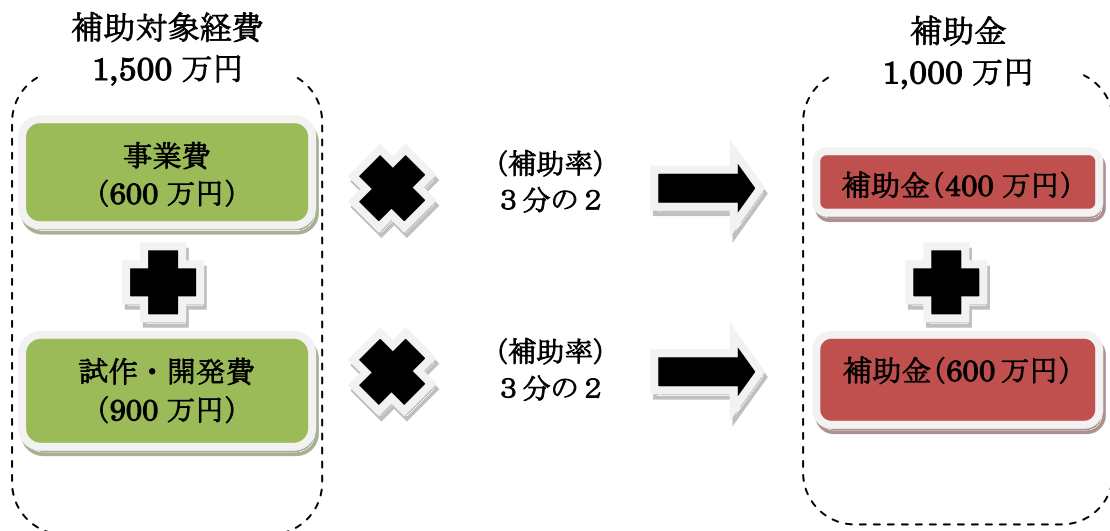 補助対象経費
1,500 万円
補助金
1,000 万円
事業費
(600 万円)
(補助率)
3分の2
補助金(400 万円)
試作・開発費
(900 万円)
(補助率)
3分の2
補助金(600 万円)